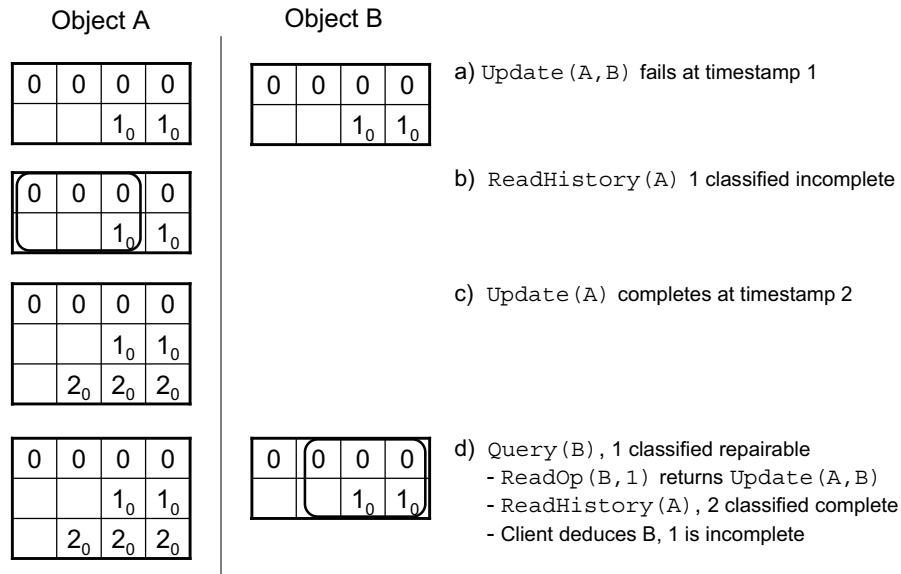 Object A Object B
0 0 0 0
1₀ 1₀
0 0 0 0
1₀ 1₀
a) Update(A,B) fails at timestamp 1
0 0 0 0
1₀ 1₀
b) ReadHistory(A) 1 classified incomplete
0 0 0 0
1₀ 1₀
2₀ 2₀ 2₀
c) Update(A) completes at timestamp 2
0 0 0 0
1₀ 1₀
2₀ 2₀ 2₀
0 0 0 0
1₀ 1₀
d) Query(B), 1 classified repairable
- ReadOp(B,1) returns Update(A,B)
- ReadHistory(A), 2 classified complete
- Client deduces B, 1 is incomplete